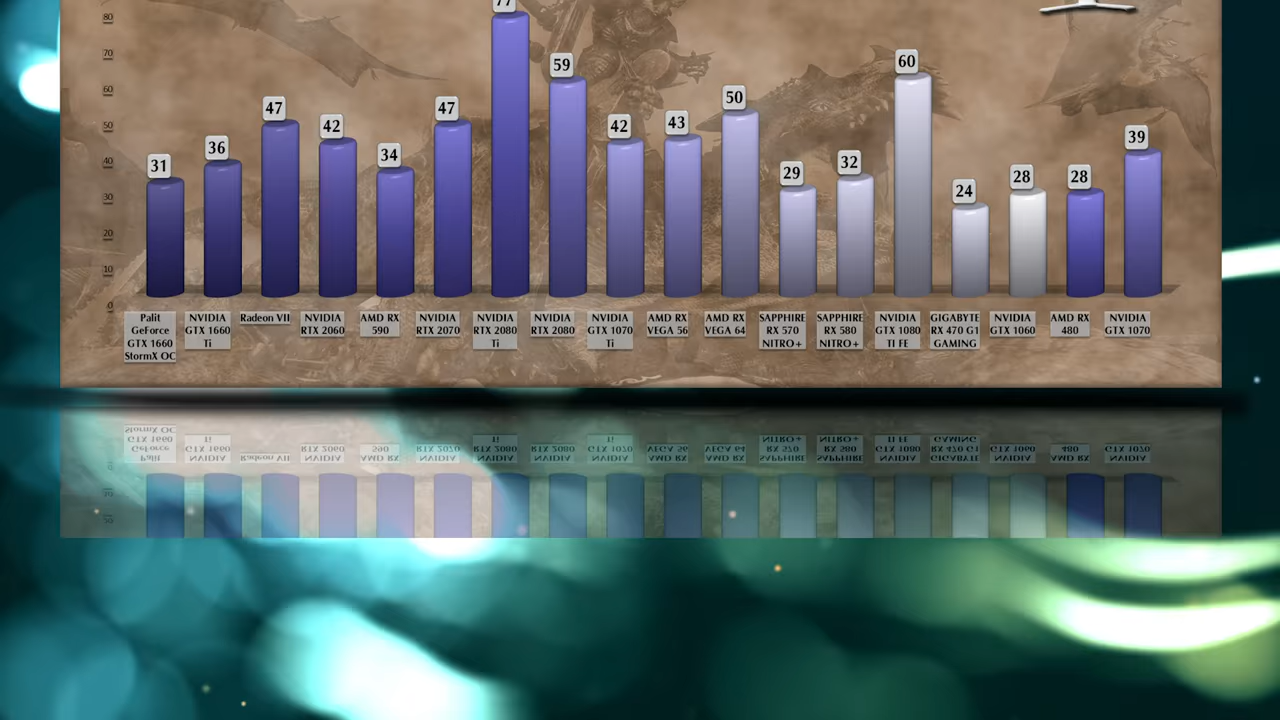 77
80
70
60
50
40
30
20
10
0
31
36
47
42
34
47
59
42
43
50
29
32
60
24
28
28
39
Palit
GeForce
GTX 1660
StormX OC
NVIDIA
GTX 1660
Ti
Radeon VII
NVIDIA
RTX 2060
AMD RX
590
NVIDIA
RTX 2070
NVIDIA
RTX 2080
Ti
NVIDIA
RTX 2080
NVIDIA
GTX 1070
Ti
AMD RX
VEGA 56
AMD RX
VEGA 64
SAPPHIRE
RX 570
NITRO+
SAPPHIRE
RX 580
NITRO+
NVIDIA
GTX 1080
TI FE
GIGABYTE
RX 470 G1
GAMING
NVIDIA
GTX 1060
AMD RX
480
NVIDIA
GTX 1070